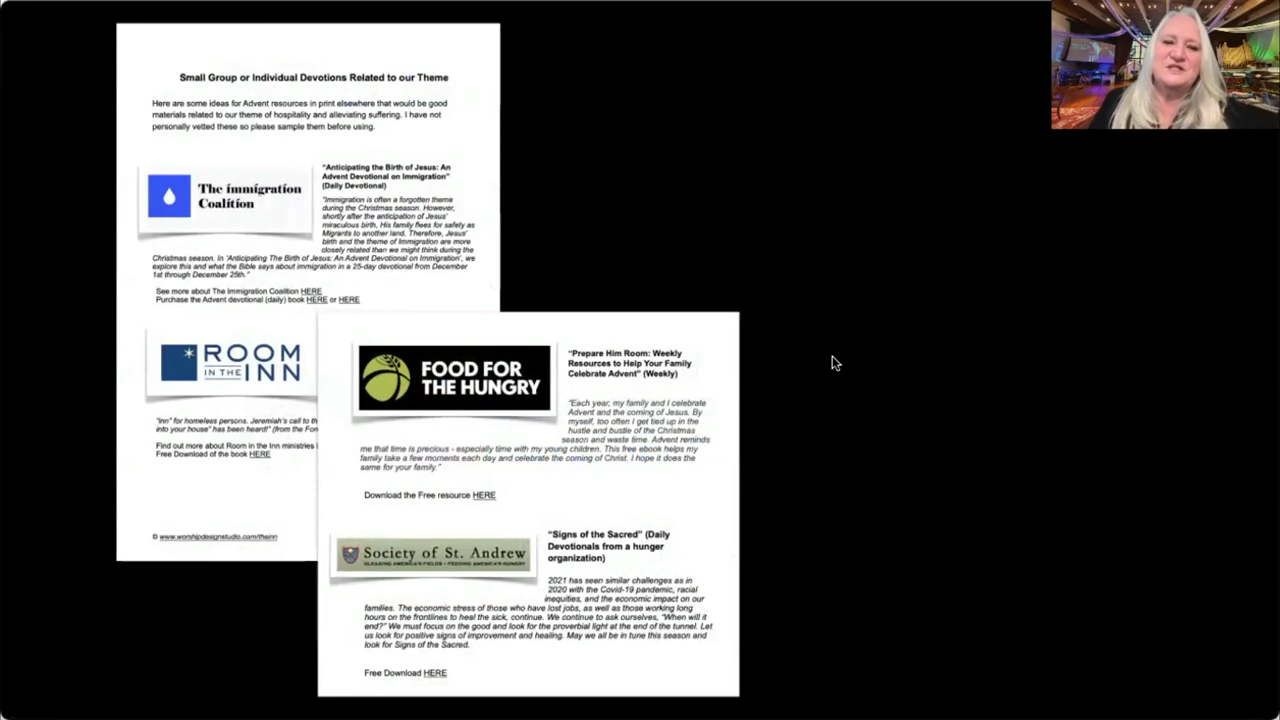 Small Group or Individual Devotions Related to our Theme
Here are some ideas for Advent resources in print elsewhere that would be good
materials related to our theme of hospitality and alleviating suffering. I have not
personally vetted these so please sample them before using.
The immigration
Coalition
"Anticipating the Birth of Jesus: An
Advent Devotional on Immigration"
(Daily Devotional)
"Immigration is often a forgotten theme
during the Christmas season. However,
shortly after the anticipation of Jesus'
miraculous birth, His family flees for safety as
Migrants to another land. Therefore, Jesus'
birth and the theme of Immigration are more
closely related than we might think during the
Christmas season. In 'Anticipating The Birth of Jesus: An Advent Devotional on Immigration', we
explore this and what the Bible says about immigration in a 25-day devotional from December
1st through December 25th."
See more about The Immigration Coalition HERE
Purchase the Advent devotional (daily) book HERE or HERE
ROOM
IN THE INN
"Inn" for homeless persons. Jeremiah's call to th
into your house" has been heard!" (from the For
Find out more about Room in the Inn ministries
Free Download of the book HERE
© www.worshipdesignstudio.com/theinn
FOOD FOR
THE HUNGRY
"Prepare Him Room: Weekly
Resources to Help Your Family
Celebrate Advent" (Weekly)
"Each year, my family and I celebrate
Advent and the coming of Jesus. By
myself, too often I get tied up in the
hustle and bustle of the Christmas
season and waste time. Advent reminds
me that time is precious - especially time with my young children. This free ebook helps my
family take a few moments each day and celebrate the coming of Christ. I hope it does the
same for your family."
Download the Free resource HERE
Society of St. Andrew
GLEANING AMERICA'S FIELDS - FEEDING AMERICA'S HUNGRY
"Signs of the Sacred" (Daily
Devotionals from a hunger
organization)
2021 has seen similar challenges as in
2020 with the Covid-19 pandemic, racial
inequities, and the economic impact on our
families. The economic stress of those who have lost jobs, as well as those working long
hours on the frontlines to heal the sick, continue. We continue to ask ourselves, "When will it
end?" We must focus on the good and look for the proverbial light at the end of the tunnel. Let
us look for positive signs of improvement and healing. May we all be in tune this season and
look for Signs of the Sacred.
Free Download HERE